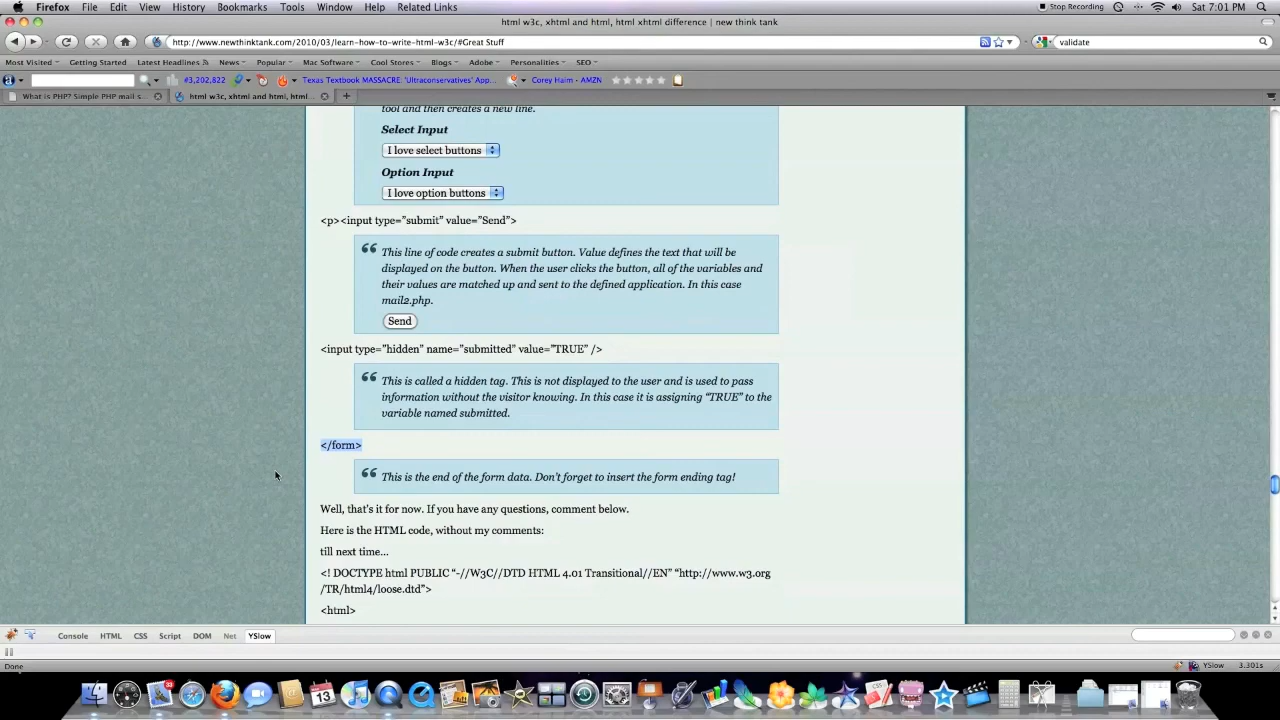 Firefox File Edit View History Bookmarks Tools Window Help Related Links Stop Recording Sat 7:01 PM
html w3c, xhtml and html, html xhtml difference | new think tank
http://www.newthinktank.com/2010/03/learn-how-to-write-html-w3c/#Great Stuff validate
Most Visited Getting Started Latest Headlines News Popular Mac Software Cool Stores Blogs Adobe Personalities SEO
#3,202,822 Texas Textbook MASSACRE: 'Ultraconservatives' App... Corey Haim - AMZN
What is PHP? Simple PHP mail s... html w3c, xhtml and html, html...
tool and then creates a new line.
Select Input
I love select buttons
Option Input
I love option buttons
<p><input type=”submit” value=”Send”>
“ This line of code creates a submit button. Value defines the text that will be
displayed on the button. When the user clicks the button, all of the variables and
their values are matched up and sent to the defined application. In this case
mail2.php.
Send
<input type=”hidden” name=”submitted” value=”TRUE” />
“ This is called a hidden tag. This is not displayed to the user and is used to pass
information without the visitor knowing. In this case it is assigning “TRUE” to the
variable named submitted.
</form>
“ This is the end of the form data. Don’t forget to insert the form ending tag!
Well, that’s it for now. If you have any questions, comment below.
Here is the HTML code, without my comments:
till next time...
<! DOCTYPE html PUBLIC “-//W3C//DTD HTML 4.01 Transitional//EN” “http://www.w3.org
/TR/html4/loose.dtd”>
<html>
Console HTML CSS Script DOM Net YSlow
Done YSlow 3.301s
13